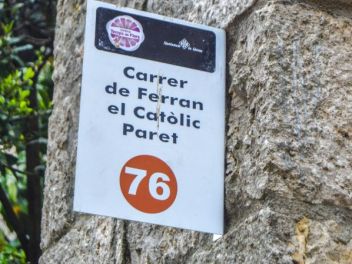 Carrer
de Ferran
el Catòlic
Paret
76